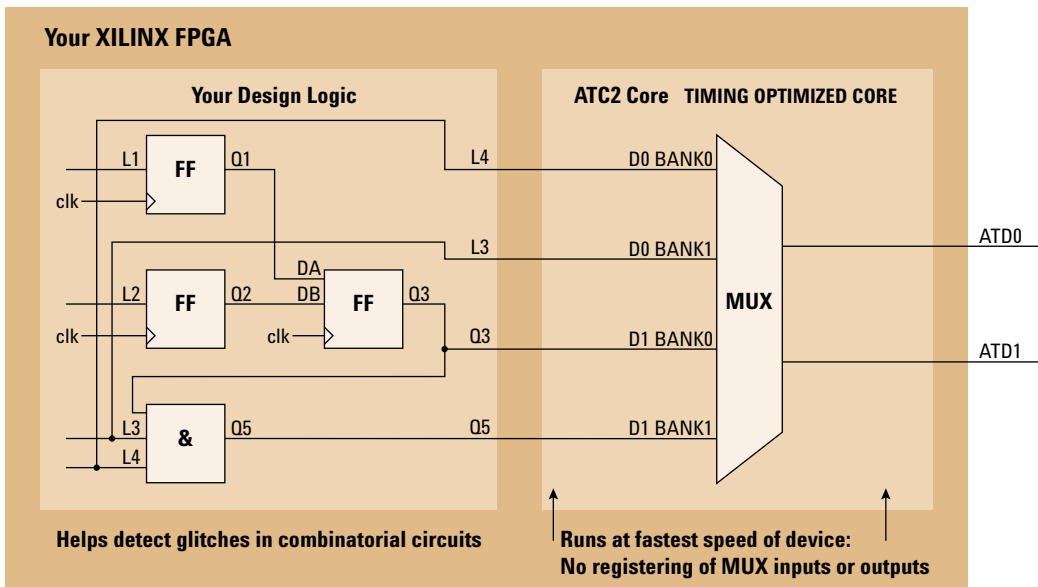 Your XILINX FPGA
Your Design Logic
ATC2 Core TIMING OPTIMIZED CORE
L1
FF
Q1
clk
L4
D0 BANK0
L3
D0 BANK1
ATD0
DA
L2
FF
Q2
DB
FF
Q3
MUX
clk
clk
Q3
D1 BANK0
ATD1
L3
&
Q5
Q5
D1 BANK1
L4
Helps detect glitches in combinatorial circuits
Runs at fastest speed of device:
No registering of MUX inputs or outputs